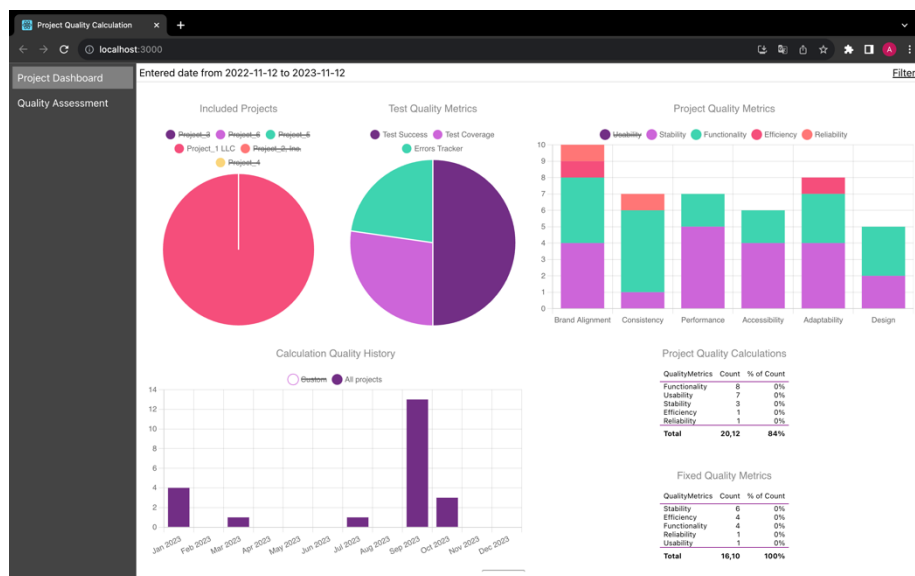 Project Quality Calculation
localhost:3000
A
Project Dashboard
Quality Assessment
Entered date from 2022-11-12 to 2023-11-12
Filter
Included Projects
Project_3 Project_6 Project_5
Project_1 LLC Project_2, Inc.
Project_4
Test Quality Metrics
Test Success Test Coverage
Errors Tracker
Project Quality Metrics
Usability Stability Functionality Efficiency Reliability
10
9
8
7
6
5
4
3
2
1
0
Brand Alignment Consistency Performance Accessibility Adaptability Design
Calculation Quality History
Custom All projects
14
12
10
8
6
4
2
0
Jan 2023 Feb 2023 Mar 2023 Apr 2023 May 2023 Jun 2023 Jul 2023 Aug 2023 Sep 2023 Oct 2023 Nov 2023 Dec 2023
Project Quality Calculations
QualityMetrics Count % of Count
Functionality 8 0%
Usability 7 0%
Stability 3 0%
Efficiency 1 0%
Reliability 1 0%
Total 20,12 84%
Fixed Quality Metrics
QualityMetrics Count % of Count
Stability 6 0%
Efficiency 4 0%
Functionality 4 0%
Reliability 1 0%
Usability 1 0%
Total 16,10 100%